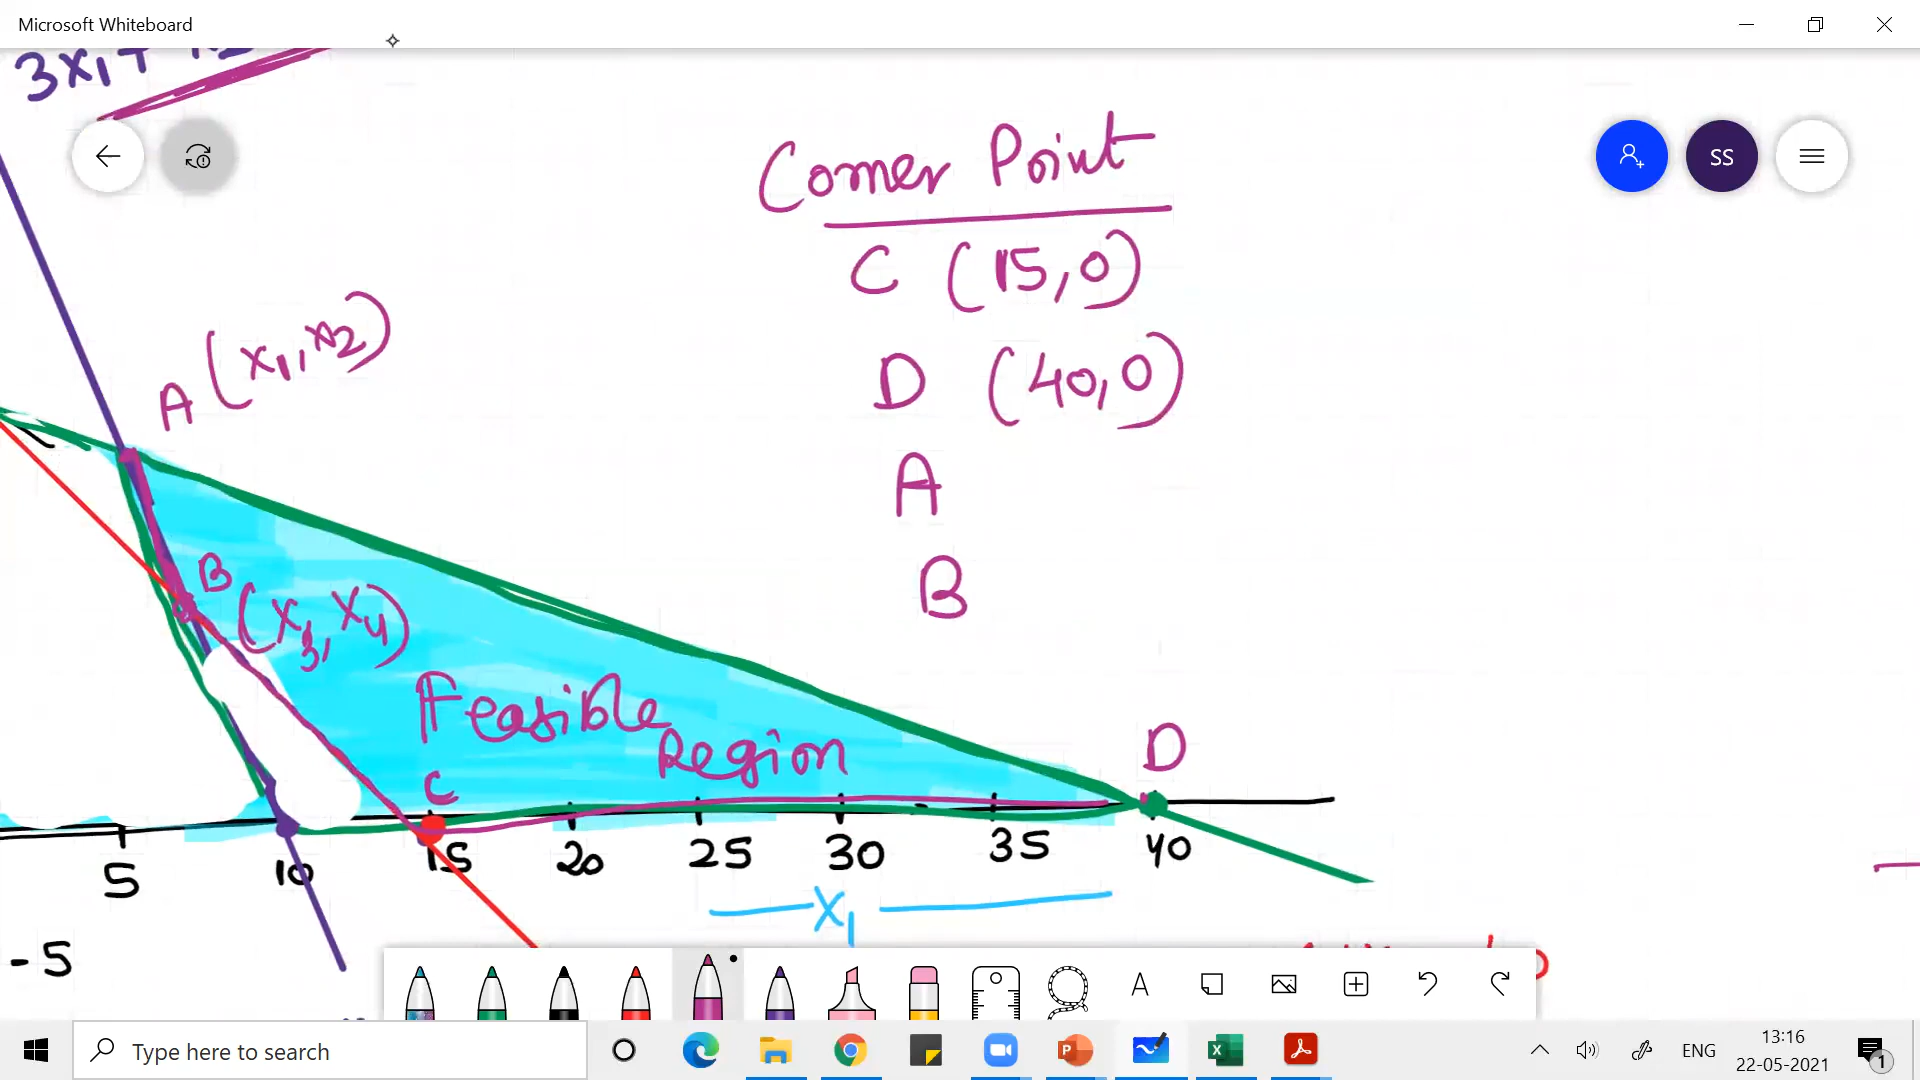 Microsoft Whiteboard
3x₁ +
Corner Point
SS
C (15,0)
A (x₁, x₂)
D (40,0)
A
B
B (x₃, x₄)
Feasible Region
C
D
5 10 15 20 25 30 35 40
x₁
-5
A
Type here to search
ENG
13:16
22-05-2021
1